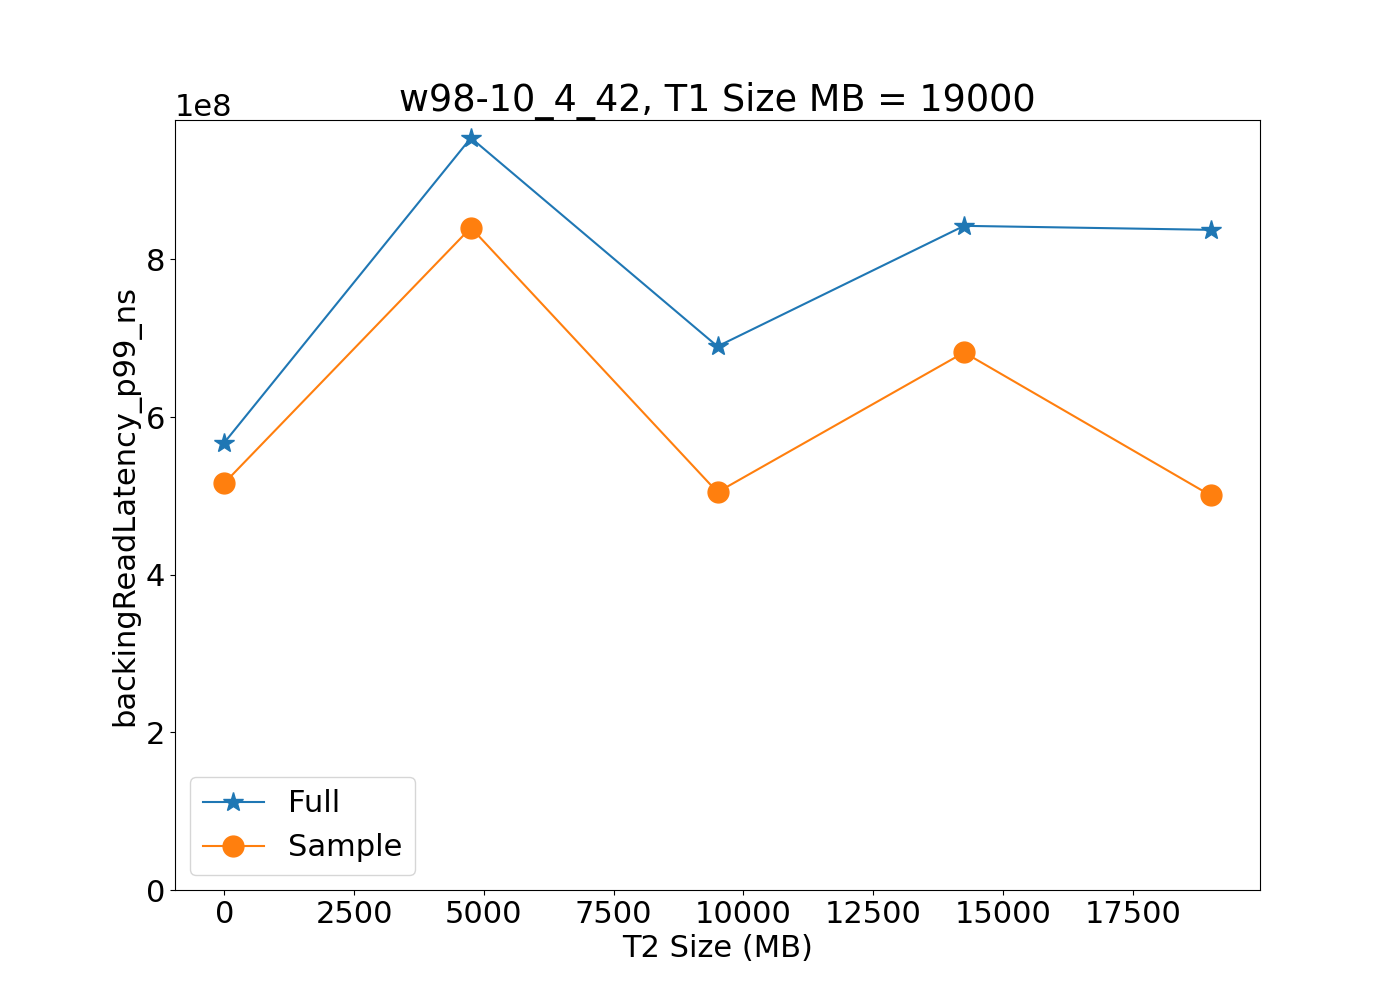 w98-10_4_42, T1 Size MB = 19000
1e8
8
6
4
2
0
backingReadLatency_p99_ns
Full
Sample
0 2500 5000 7500 10000 12500 15000 17500
T2 Size (MB)